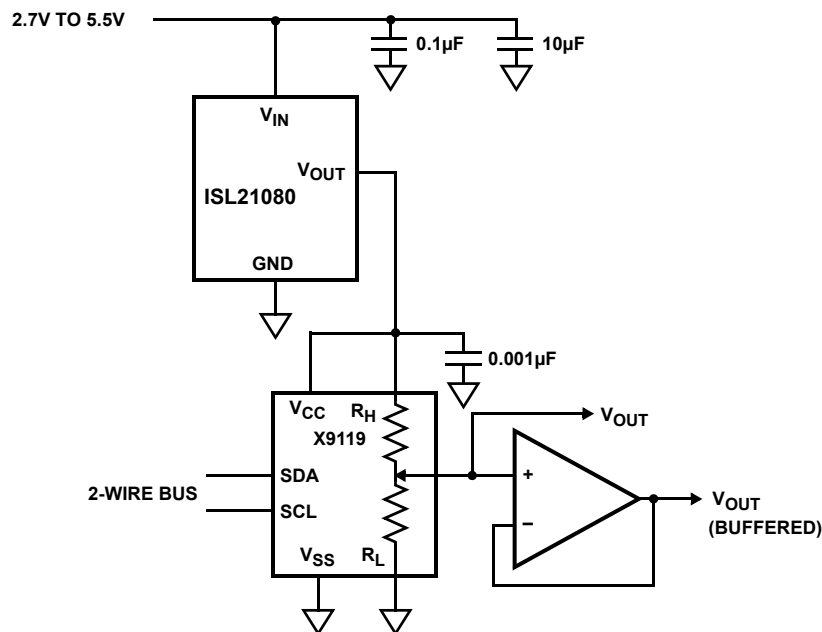 2.7V TO 5.5V
0.1µF
10µF
VIN
VOUT
ISL21080
GND
0.001µF
VCC
RH
X9119
VOUT
SDA
+
2-WIRE BUS
SCL
−
VOUT
(BUFFERED)
VSS
RL